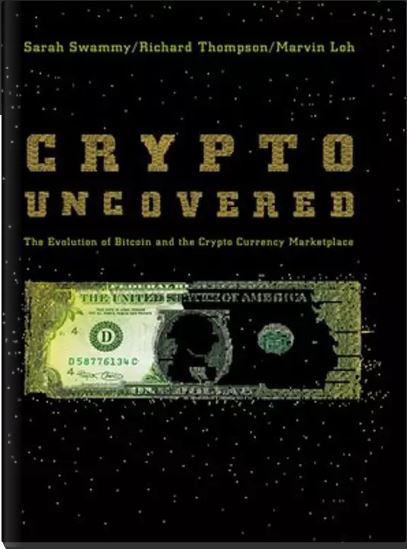 Sarah Swammy/Richard Thompson/Marvin Loh
CRYPTO
UNCOVERED
The Evolution of Bitcoin and the Crypto Currency Marketplace
THE UNITED STATES OF AMERICA
4
D
D 58776134 C
4